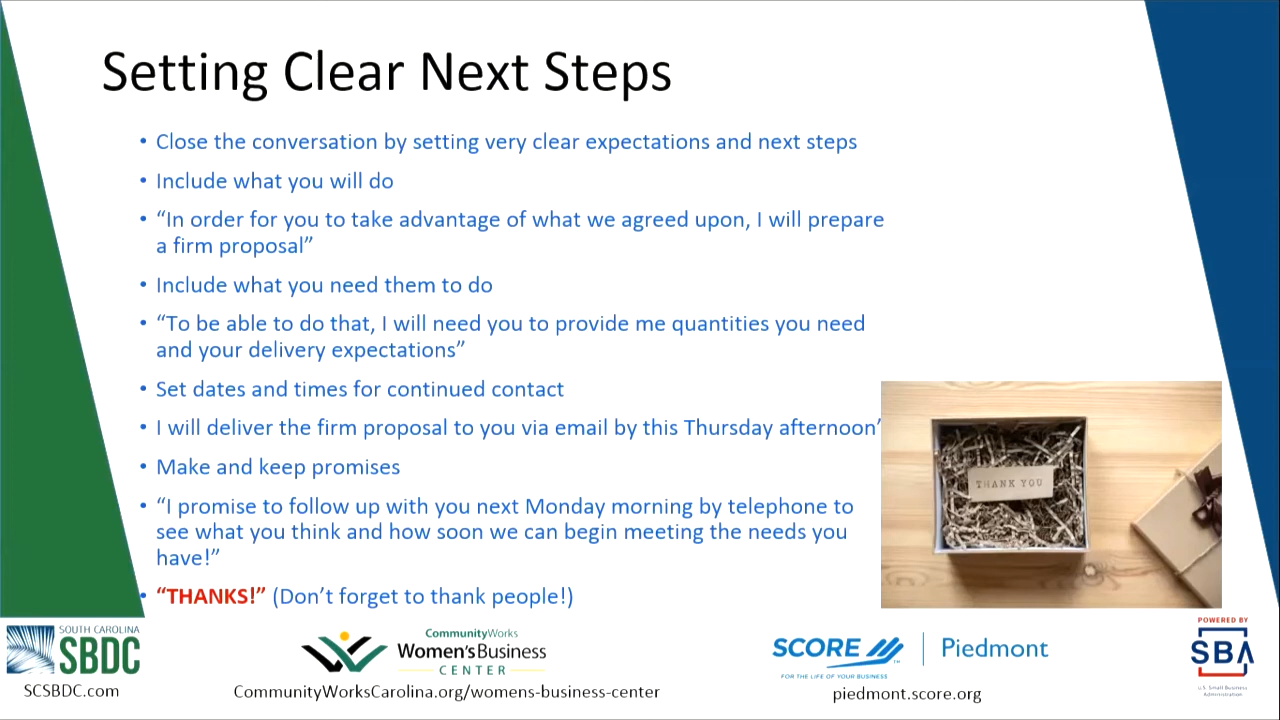 Setting Clear Next Steps
• Close the conversation by setting very clear expectations and next steps
• Include what you will do
• “In order for you to take advantage of what we agreed upon, I will prepare
a firm proposal”
• Include what you need them to do
• “To be able to do that, I will need you to provide me quantities you need
and your delivery expectations”
• Set dates and times for continued contact
• I will deliver the firm proposal to you via email by this Thursday afternoon’
• Make and keep promises
• “I promise to follow up with you next Monday morning by telephone to
see what you think and how soon we can begin meeting the needs you
have!”
• “THANKS!” (Don’t forget to thank people!)
THANK YOU
SOUTH CAROLINA
SBDC
SCSBDC.com
CommunityWorks
Women'sBusiness
CENTER
CommunityWorksCarolina.org/womens-business-center
SCORE
TM
Piedmont
FOR THE LIFE OF YOUR BUSINESS
piedmont.score.org
POWERED BY
SBA
U.S. Small Business
Administration